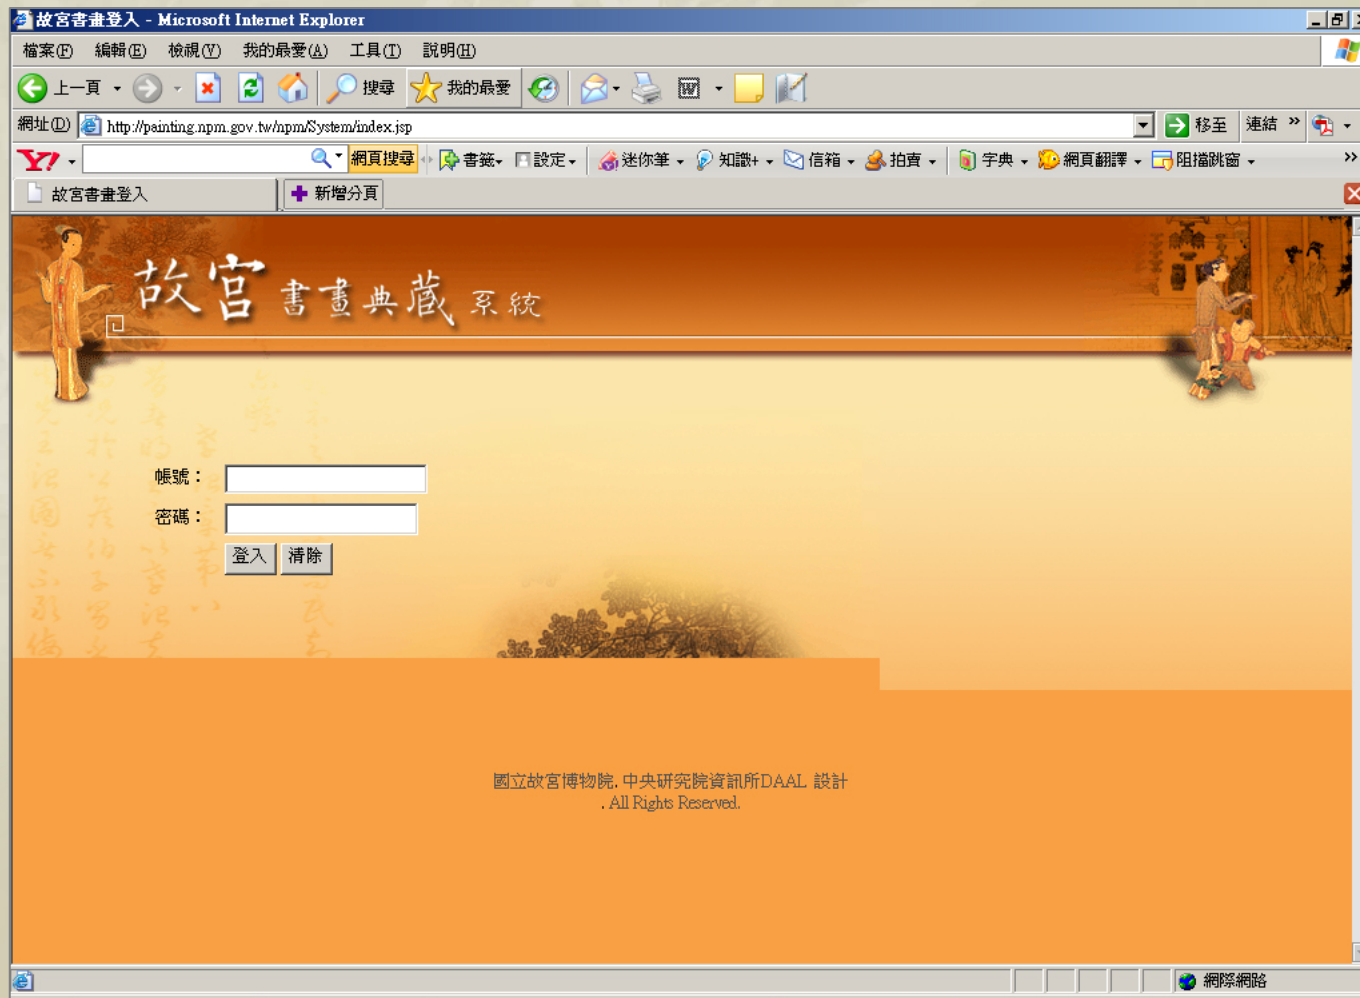 故宮書畫登入 - Microsoft Internet Explorer
檔案(F) 編輯(E) 檢視(V) 我的最愛(A) 工具(T) 說明(H)
上一頁 搜尋 我的最愛
網址(D) http://painting.npm.gov.tw/npm/System/index.jsp 移至 連結 »
Y! 網頁搜尋 書籤 設定 迷你筆 知識+ 信箱 拍賣 字典 網頁翻譯 阻擋跳窗 »
故宮書畫登入 新增分頁
故宮書畫典藏系統
帳號：
密碼：
登入 清除
國立故宮博物院. 中央研究院資訊所DAAL 設計
. All Rights Reserved.
網際網路